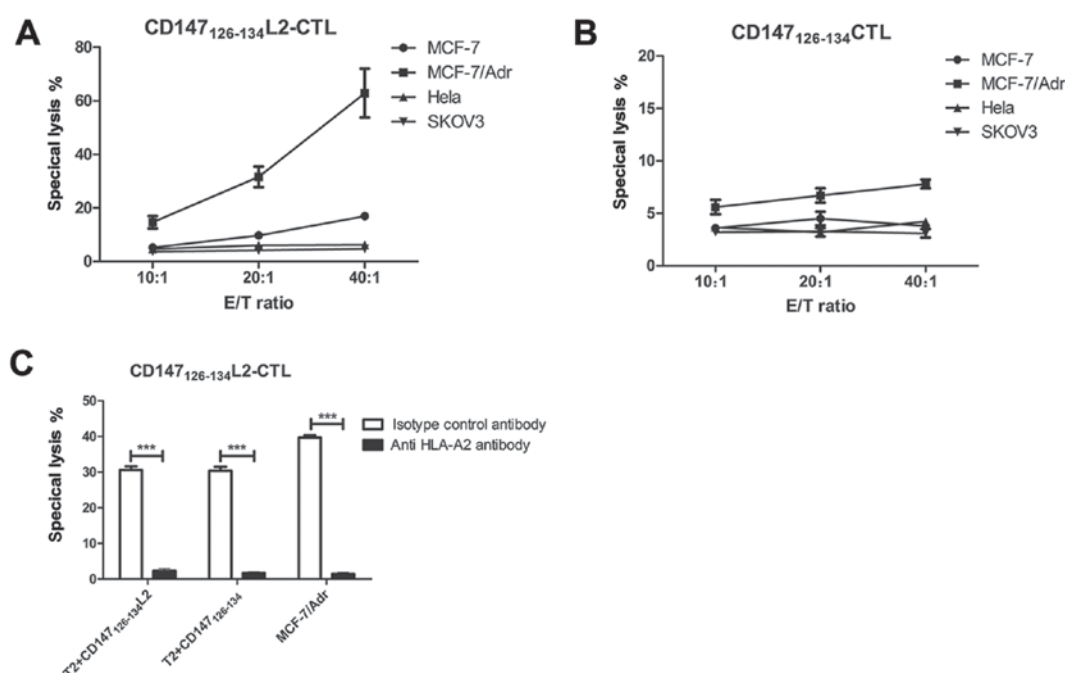 A
CD147126-134L2-CTL
Specical lysis %
80
60
40
20
0
10:1
20:1
40:1
E/T ratio
MCF-7
MCF-7/Adr
Hela
SKOV3
B
CD147126-134CTL
Specical lysis %
20
15
10
5
0
10:1
20:1
40:1
E/T ratio
MCF-7
MCF-7/Adr
Hela
SKOV3
C
CD147126-134L2-CTL
Specical lysis %
50
40
30
20
10
0
***
***
***
T2+CD147126-134L2
T2+CD147126-134
MCF-7/Adr
Isotype control antibody
Anti HLA-A2 antibody